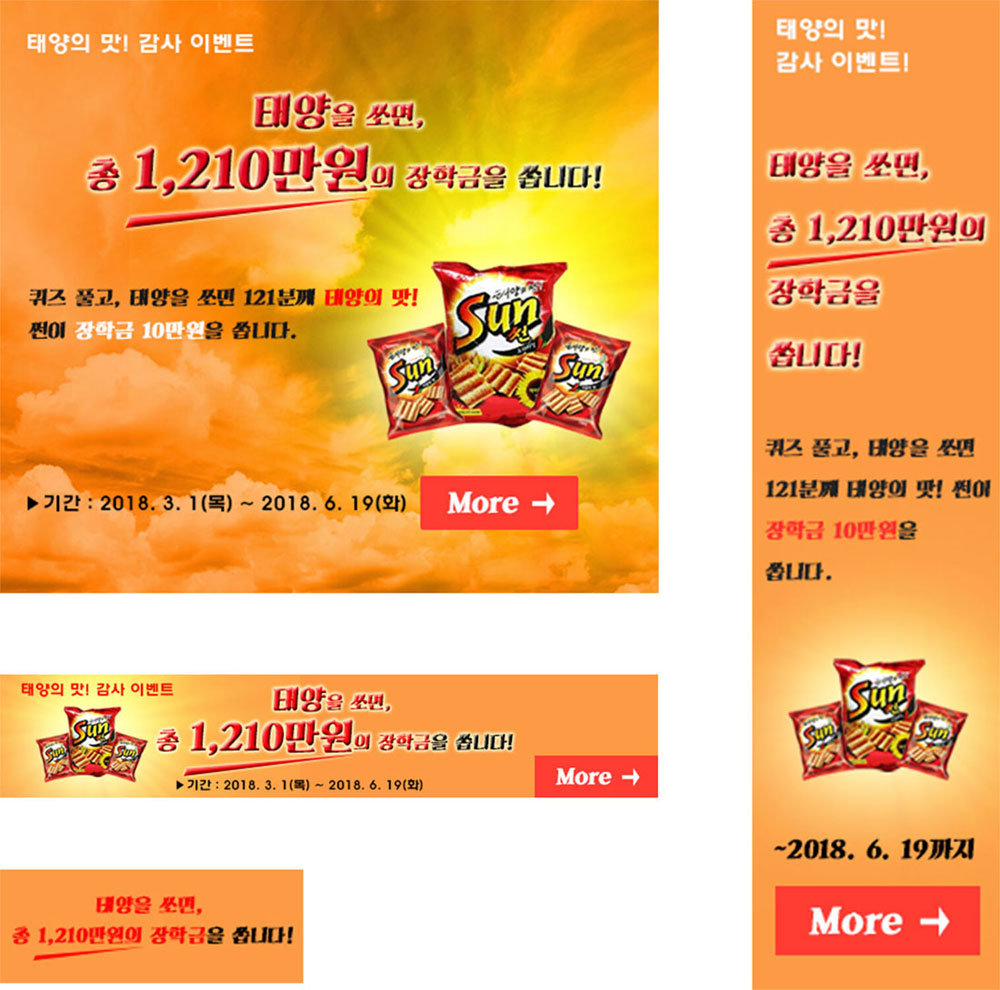 태양의 맛! 감사 이벤트
태양을 쏘면,
총 1,210만원의 장학금을 쏩니다!
퀴즈 풀고, 태양을 쏘면 121분께 태양의 맛!
썬이 장학금 10만원을 쏩니다.
Sun
썬
Sun
Sun
▶기간 : 2018. 3. 1(목) ~ 2018. 6. 19(화)
More →
태양의 맛! 감사 이벤트
태양을 쏘면,
총 1,210만원의 장학금을 쏩니다!
Sun
Sun
Sun
▶기간 : 2018. 3. 1(목) ~ 2018. 6. 19(화)
More →
태양을 쏘면,
총 1,210만원의 장학금을 쏩니다!
태양의 맛!
감사 이벤트!
태양을 쏘면,
총 1,210만원의
장학금을
쏩니다!
퀴즈 풀고, 태양을 쏘면
121분께 태양의 맛! 썬이
장학금 10만원을
쏩니다.
Sun
썬
Sun
Sun
~2018. 6. 19까지
More →